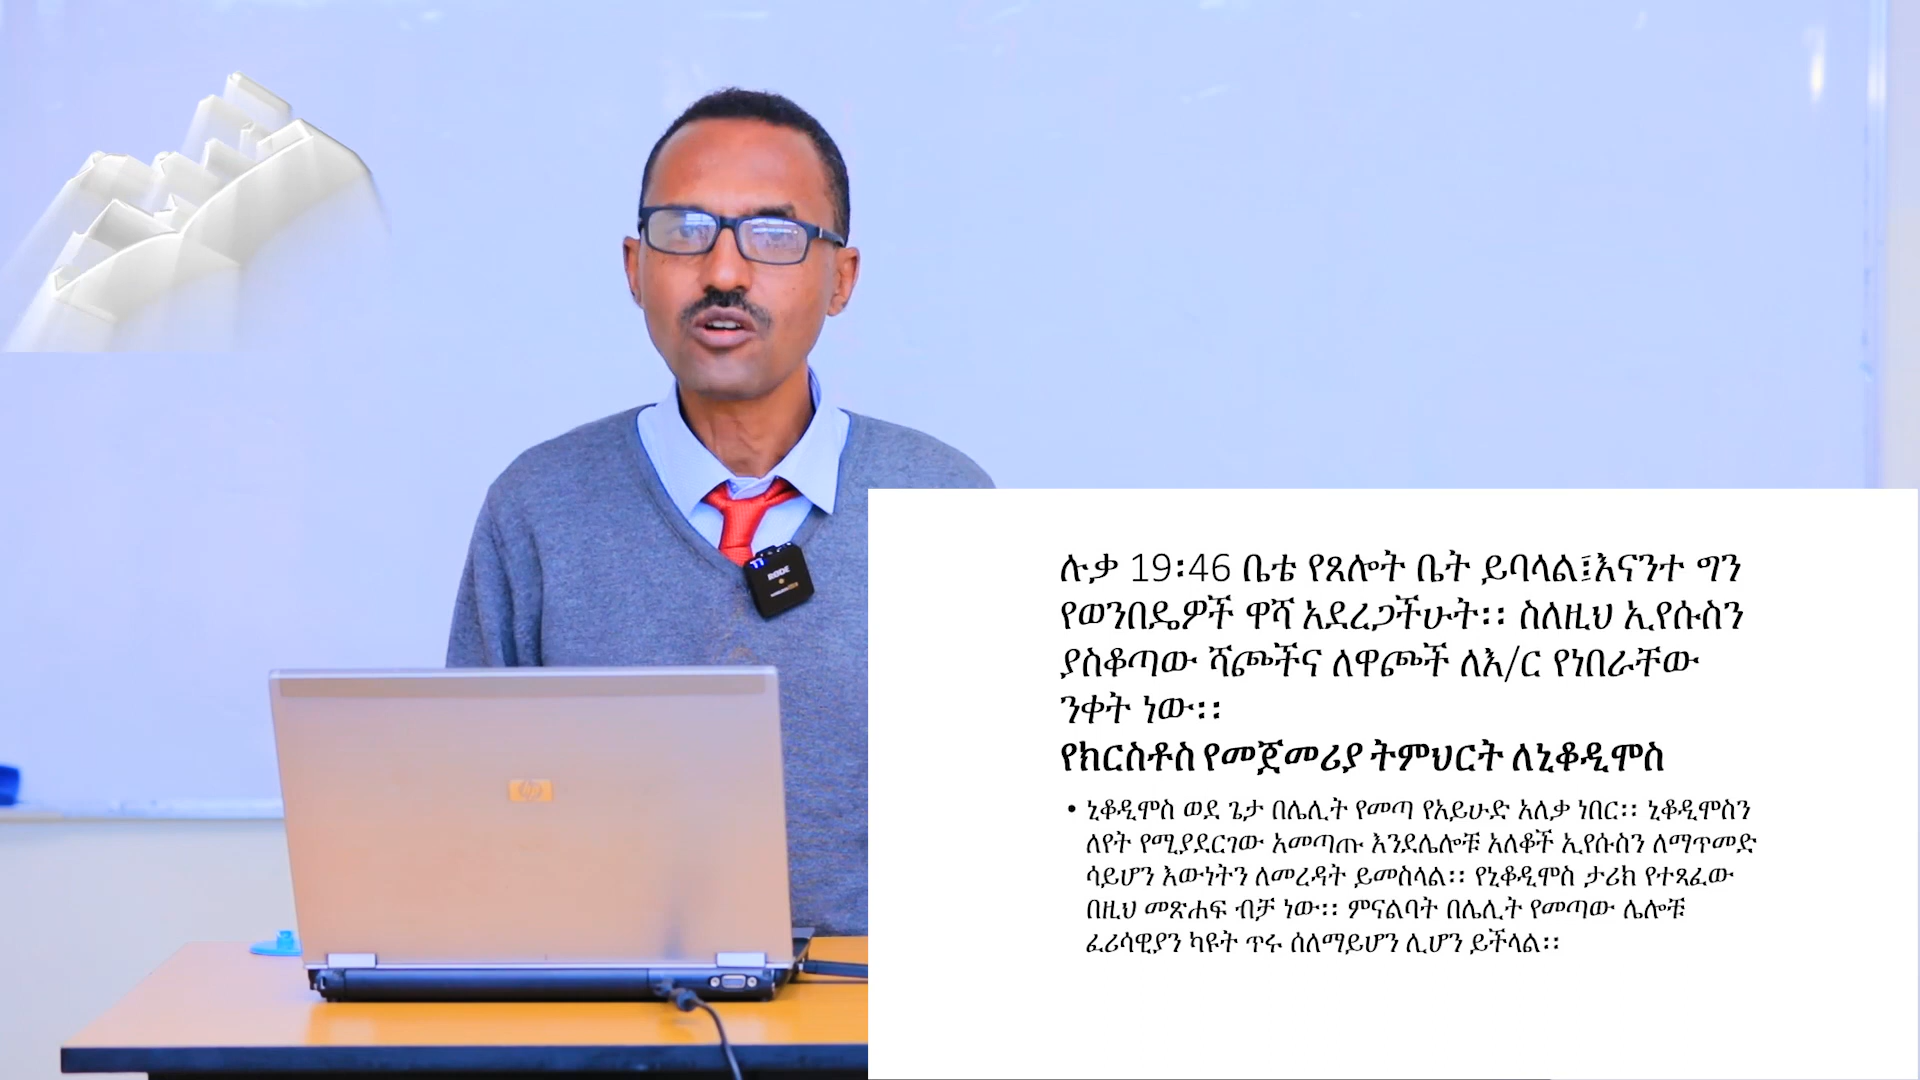 RODE
hp
ሉቃ 19፡46 ቤቴ የጸሎት ቤት ይባላል፤እናንተ ግን
የወንበዴዎች ዋሻ አደረጋችሁት፡፡ ስለዚህ ኢየሱስን
ያስቆጣው ሻጮችና ለዋጮች ለእ/ር የነበራቸው
ንቀት ነው፡፡
የክርስቶስ የመጀመሪያ ትምህርት ለኒቆዲሞስ
• ኒቆዲሞስ ወደ ጌታ በሌሊት የመጣ የአይሁድ አለቃ ነበር፡፡ ኒቆዲሞስን
ለየት የሚያደርገው አመጣጡ እንደሌሎቹ አለቆች ኢየሱስን ለማጥመድ
ሳይሆን እውነትን ለመረዳት ይመስላል፡፡ የኒቆዲሞስ ታሪክ የተጻፈው
በዚህ መጽሐፍ ብቻ ነው፡፡ ምናልባት በሌሊት የመጣው ሌሎቹ
ፈሪሳዊያን ካዩት ጥሩ ሰለማይሆን ሊሆን ይችላል፡፡